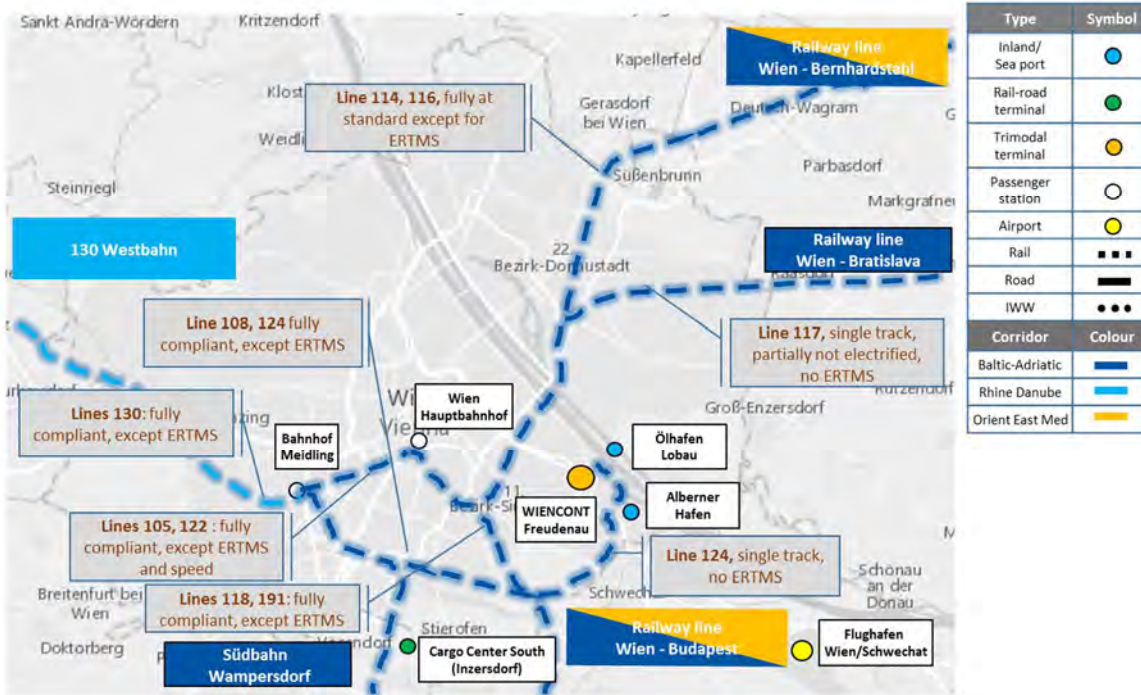 Sankt Andrä-Wördern
Kritzendorf
Kapellerfeld
Railway line
Wien - Bernhardstahl
Line 114, 116, fully at
standard except for
ERTMS
Gerasdorf
bei Wien
Deutsch-Wagram
Parbasdorf
Süßenbrunn
Steinriegl
130 Westbahn
22
Bezirk-Donaustadt
Railway line
Wien - Bratislava
Line 108, 124 fully
compliant, except ERTMS
Line 117, single track,
partially not electrified,
no ERTMS
Groß-Enzersdorf
Lines 130: fully
compliant, except ERTMS
Wien
Hauptbahnhof
Bahnhof
Meidling
Ölhafen
Lobau
11
WIENCONT
Freudenau
Alberner
Hafen
Lines 105, 122 : fully
compliant, except ERTMS
and speed
Line 124, single track,
no ERTMS
Schönau
an der
Donau
Breitenfurt bei
Wien
Lines 118, 191: fully
compliant, except ERTMS
Doktorberg
Südbahn
Wampersdorf
Stierofen
Cargo Center South
(Inzersdorf)
Railway line
Wien - Budapest
Flughafen
Wien/Schwechat
Type Symbol
Inland/
Sea port
Rail-road
terminal
Trimodal
terminal
Passenger
station
Airport
Rail
Road
IWW
Corridor Colour
Baltic-Adriatic
Rhine Danube
Orient East Med